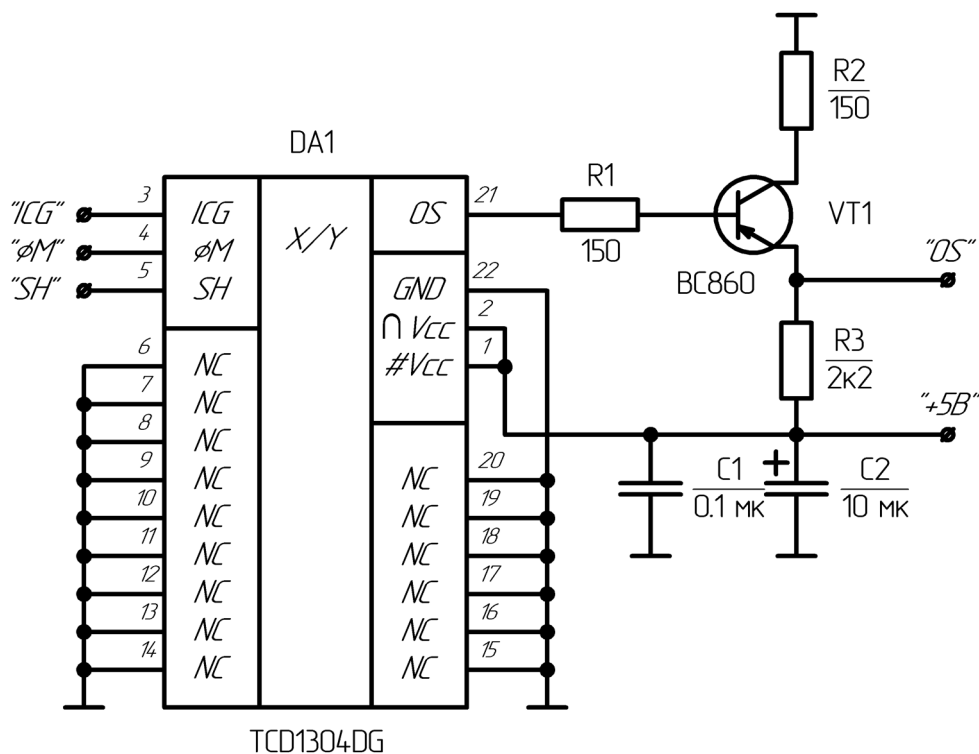 DA1
"ICG"
"φM"
"SH"
3
4
5
ICG
φM
SH
X/Y
OS
GND
∩ Vcc
#Vcc
21
22
2
1
R1
150
R2
150
VT1
BC860
"OS"
R3
2к2
"+5В"
C1
0.1 мк
+
C2
10 мк
6 NC
7 NC
8 NC
9 NC
10 NC
11 NC
12 NC
13 NC
14 NC
NC 20
NC 19
NC 18
NC 17
NC 16
NC 15
TCD1304DG